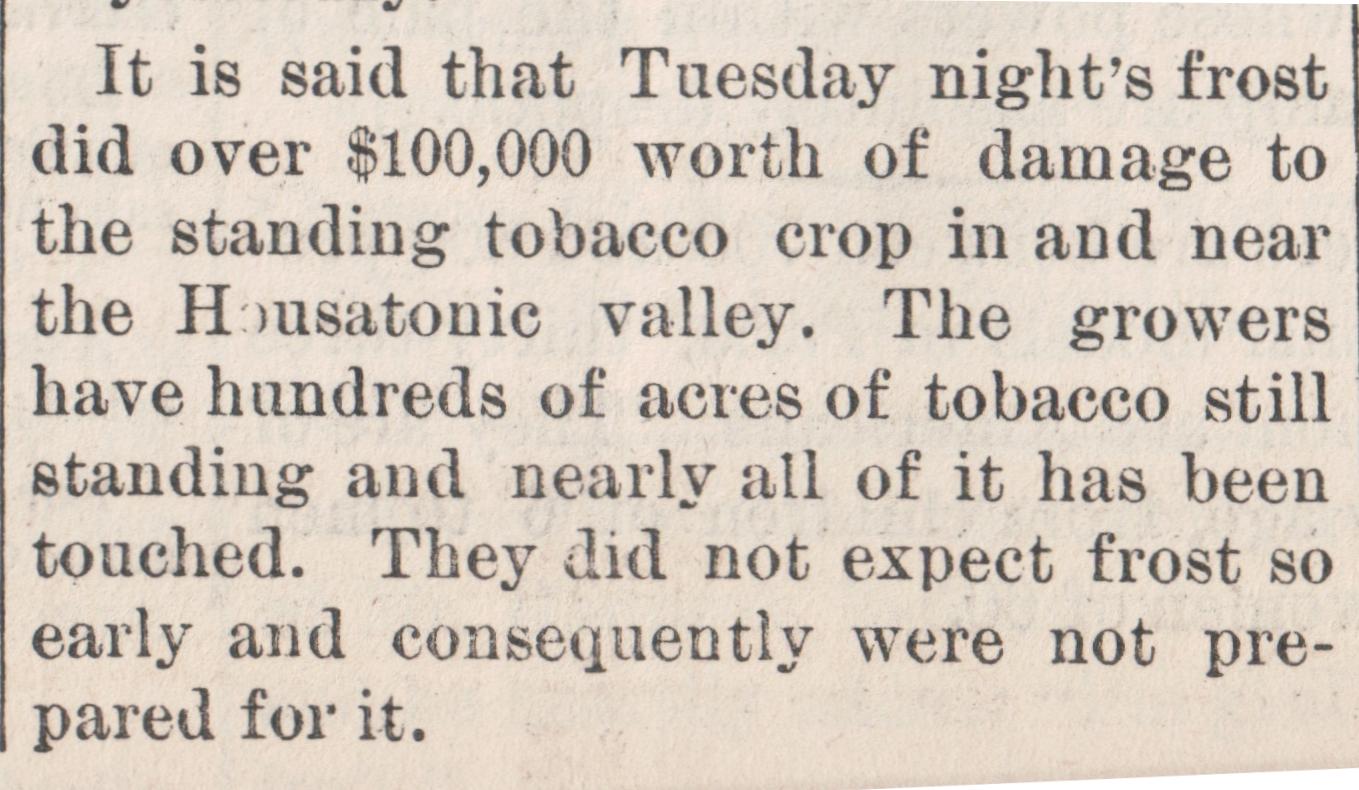 It is said that Tuesday night's frost
did over $100,000 worth of damage to
the standing tobacco crop in and near
the Housatonic valley. The growers
have hundreds of acres of tobacco still
standing and nearly all of it has been
touched. They did not expect frost so
early and consequently were not pre-
pared for it.